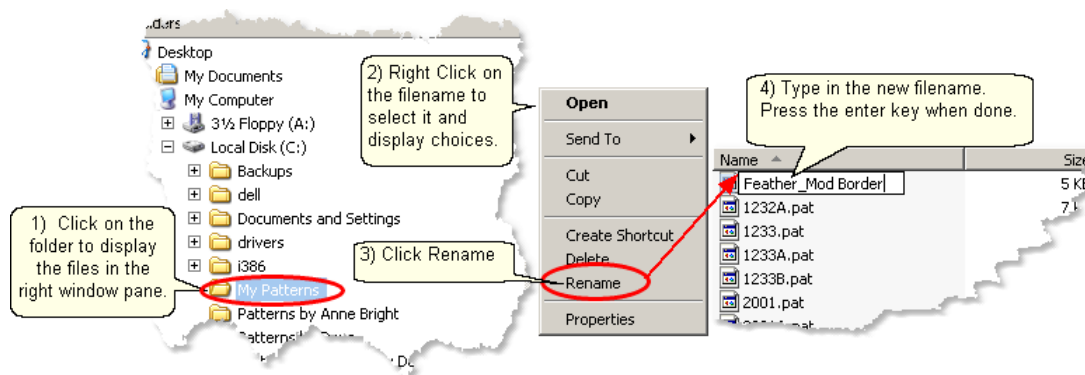 Desktop
My Documents
My Computer
3½ Floppy (A:)
Local Disk (C:)
Backups
dell
Documents and Settings
drivers
i386
My Patterns
Patterns by Anne Bright
1) Click on the
folder to display
the files in the
right window pane.
2) Right Click on
the filename to
select it and
display choices.
3) Click Rename
Open
Send To
Cut
Copy
Create Shortcut
Delete
Rename
Properties
4) Type in the new filename.
Press the enter key when done.
Name
Size
Feather_Mod Border
5 KB
1232A.pat
7
1233.pat
1233A.pat
1233B.pat
2001.pat